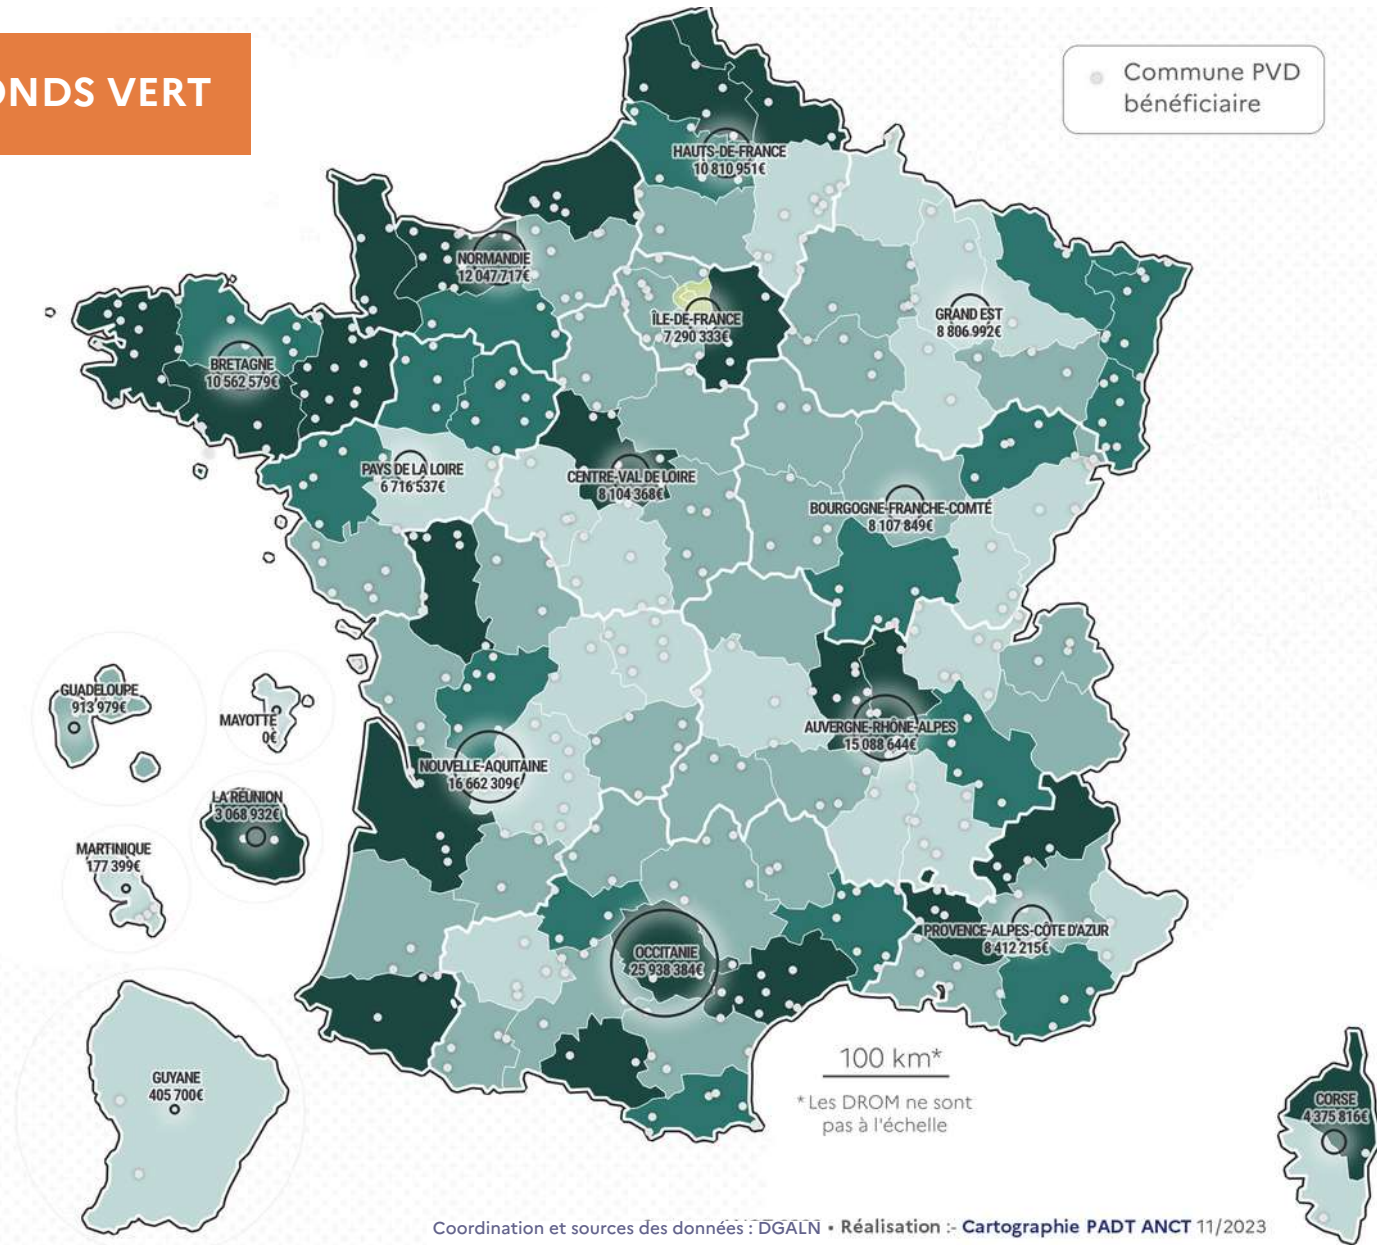 ONDS VERT
Commune PVD
bénéficiaire
HAUTS-DE-FRANCE
10 810 951€
NORMANDIE
12 047 717€
ÎLE-DE-FRANCE
7 290 333€
GRAND EST
8 806 992€
BRETAGNE
10 562 579€
PAYS DE LA LOIRE
6 716 537€
CENTRE-VAL DE LOIRE
8 104 368€
BOURGOGNE-FRANCHE-COMTÉ
8 107 849€
GUADELOUPE
913 979€
MAYOTTE
0€
AUVERGNE-RHÔNE-ALPES
15 088 644€
NOUVELLE-AQUITAINE
16 662 309€
LA RÉUNION
3 068 932€
MARTINIQUE
177 399€
OCCITANIE
25 938 384€
PROVENCE-ALPES-CÔTE D'AZUR
8 412 215€
GUYANE
405 700€
100 km*
* Les DROM ne sont
pas à l'échelle
CORSE
4 375 816€
Coordination et sources des données : DGALN • Réalisation :- Cartographie PADT ANCT 11/2023